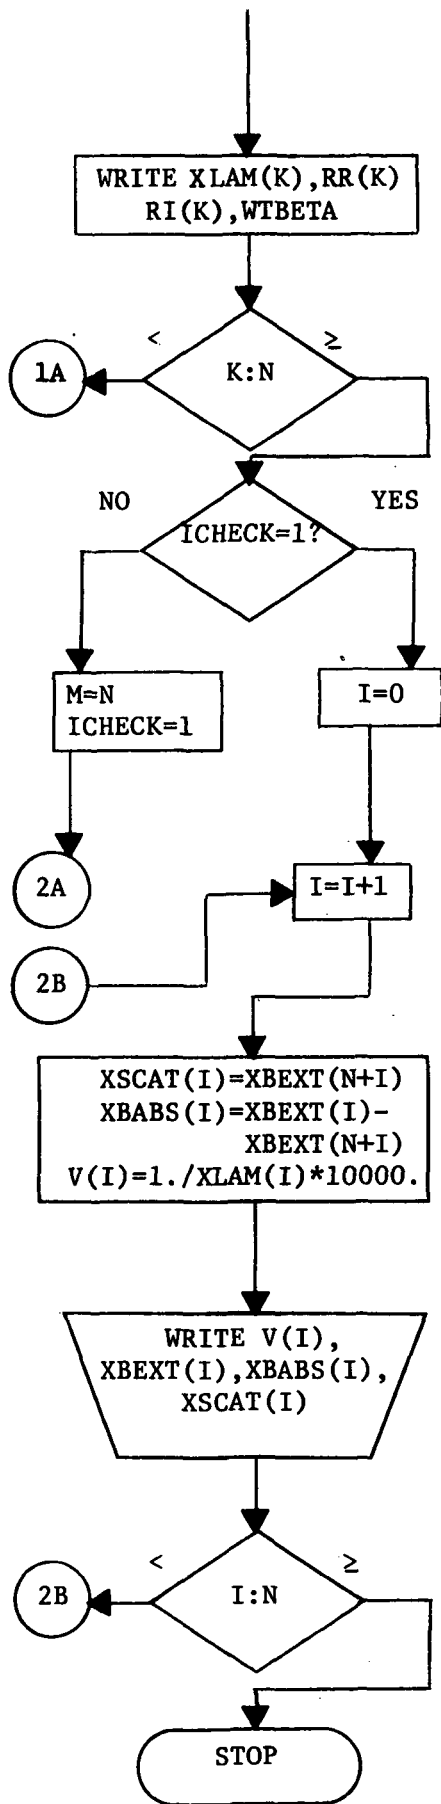 WRITE XLAM(K),RR(K)
RI(K),WTBETA
< ≥
1A
K:N
NO YES
ICHECK=1?
M=N
ICHECK=1
I=0
2A
I=I+1
2B
XSCAT(I)=XBEXT(N+I)
XBABS(I)=XBEXT(I)-
XBEXT(N+I)
V(I)=1./XLAM(I)*10000.
WRITE V(I),
XBEXT(I),XBABS(I),
XSCAT(I)
< ≥
2B
I:N
STOP